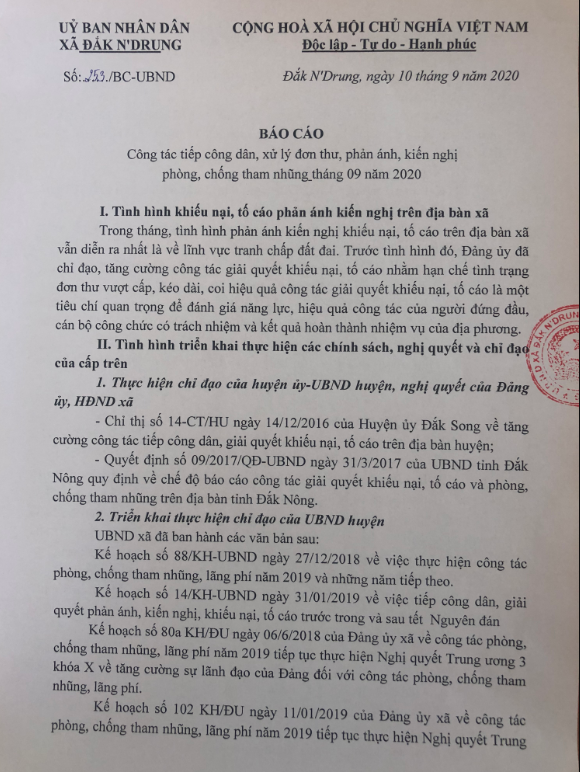 UỶ BAN NHÂN DÂN
XÃ ĐẮK N'DRUNG
CỘNG HOÀ XÃ HỘI CHỦ NGHĨA VIỆT NAM
Độc lập - Tự do - Hạnh phúc
Số: 253./BC-UBND
Đắk N'Drung, ngày 10 tháng 9 năm 2020
BÁO CÁO
Công tác tiếp công dân, xử lý đơn thư, phản ánh, kiến nghị
phòng, chống tham nhũng tháng 09 năm 2020
I. Tình hình khiếu nại, tố cáo phản ánh kiến nghị trên địa bàn xã
Trong tháng, tình hình phản ánh kiến nghị khiếu nại, tố cáo trên địa bàn xã
vẫn diễn ra nhất là về lĩnh vực tranh chấp đất đai. Trước tình hình đó, Đảng ủy đã
chỉ đạo, tăng cường công tác giải quyết khiếu nại, tố cáo nhằm hạn chế tình trạng
đơn thư vượt cấp, kéo dài, coi hiệu quả công tác giải quyết khiếu nại, tố cáo là một
tiêu chí quan trọng để đánh giá năng lực, hiệu quả công tác của người đứng đầu,
cán bộ công chức có trách nhiệm và kết quả hoàn thành nhiệm vụ của địa phương.
II. Tình hình triển khai thực hiện các chính sách, nghị quyết và chỉ đạo
của cấp trên
1. Thực hiện chỉ đạo của huyện ủy-UBND huyện, nghị quyết của Đảng
ủy, HĐND xã
- Chỉ thị số 14-CT/HU ngày 14/12/2016 của Huyện ủy Đắk Song về tăng
cường công tác tiếp công dân, giải quyết khiếu nại, tố cáo trên địa bàn huyện;
- Quyết định số 09/2017/QĐ-UBND ngày 31/3/2017 của UBND tỉnh Đắk
Nông quy định về chế độ báo cáo công tác giải quyết khiếu nại, tố cáo và phòng,
chống tham nhũng trên địa bàn tỉnh Đắk Nông.
2. Triển khai thực hiện chỉ đạo của UBND huyện
UBND xã đã ban hành các văn bản sau:
Kế hoạch số 88/KH-UBND ngày 27/12/2018 về việc thực hiện công tác
phòng, chống tham nhũng, lãng phí năm 2019 và những năm tiếp theo.
Kế hoạch số 14/KH-UBND ngày 31/01/2019 về việc tiếp công dân, giải
quyết phản ánh, kiến nghị, khiếu nại, tố cáo trước trong và sau tết Nguyên đán
Kế hoạch số 80a KH/ĐU ngày 06/6/2018 của Đảng ủy xã về công tác phòng,
chống tham nhũng, lãng phí năm 2019 tiếp tục thực hiện Nghị quyết Trung ương 3
khóa X về tăng cường sự lãnh đạo của Đảng đối với công tác phòng, chống tham
nhũng, lãng phí.
Kế hoạch số 102 KH/ĐU ngày 11/01/2019 của Đảng ủy xã về công tác
phòng, chống tham nhũng, lãng phí năm 2019 tiếp tục thực hiện Nghị quyết Trung